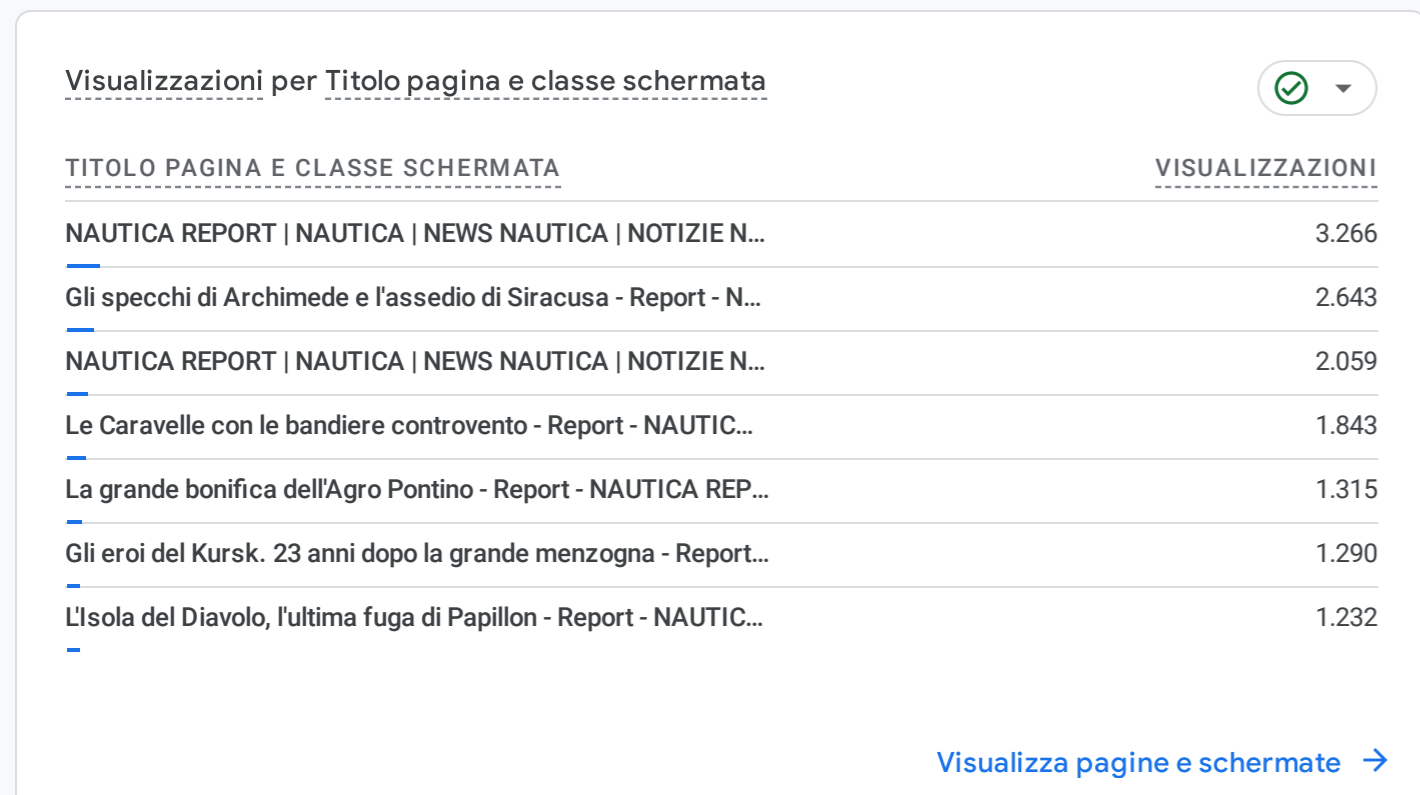 Visualizzazioni per Titolo pagina e classe schermata
TITOLO PAGINA E CLASSE SCHERMATA VISUALIZZAZIONI
NAUTICA REPORT | NAUTICA | NEWS NAUTICA | NOTIZIE N... 3.266
Gli specchi di Archimede e l'assedio di Siracusa - Report - N... 2.643
NAUTICA REPORT | NAUTICA | NEWS NAUTICA | NOTIZIE N... 2.059
Le Caravelle con le bandiere controvento - Report - NAUTIC... 1.843
La grande bonifica dell'Agro Pontino - Report - NAUTICA REP... 1.315
Gli eroi del Kursk. 23 anni dopo la grande menzogna - Report... 1.290
L'Isola del Diavolo, l'ultima fuga di Papillon - Report - NAUTIC... 1.232
Visualizza pagine e schermate